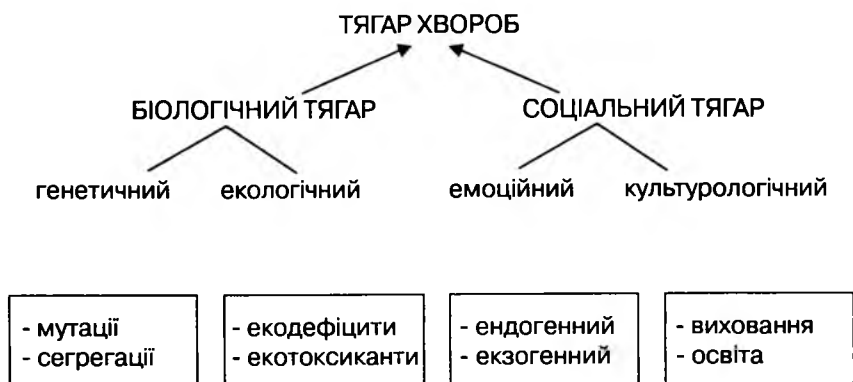 ТЯГАР ХВОРОБ
БІОЛОГІЧНИЙ ТЯГАР
СОЦІАЛЬНИЙ ТЯГАР
генетичний
екологічний
емоційний
культурологічний
- мутації
- сегрегації
- екодефіцити
- екотоксиканти
- ендогенний
- екзогенний
- виховання
- освіта